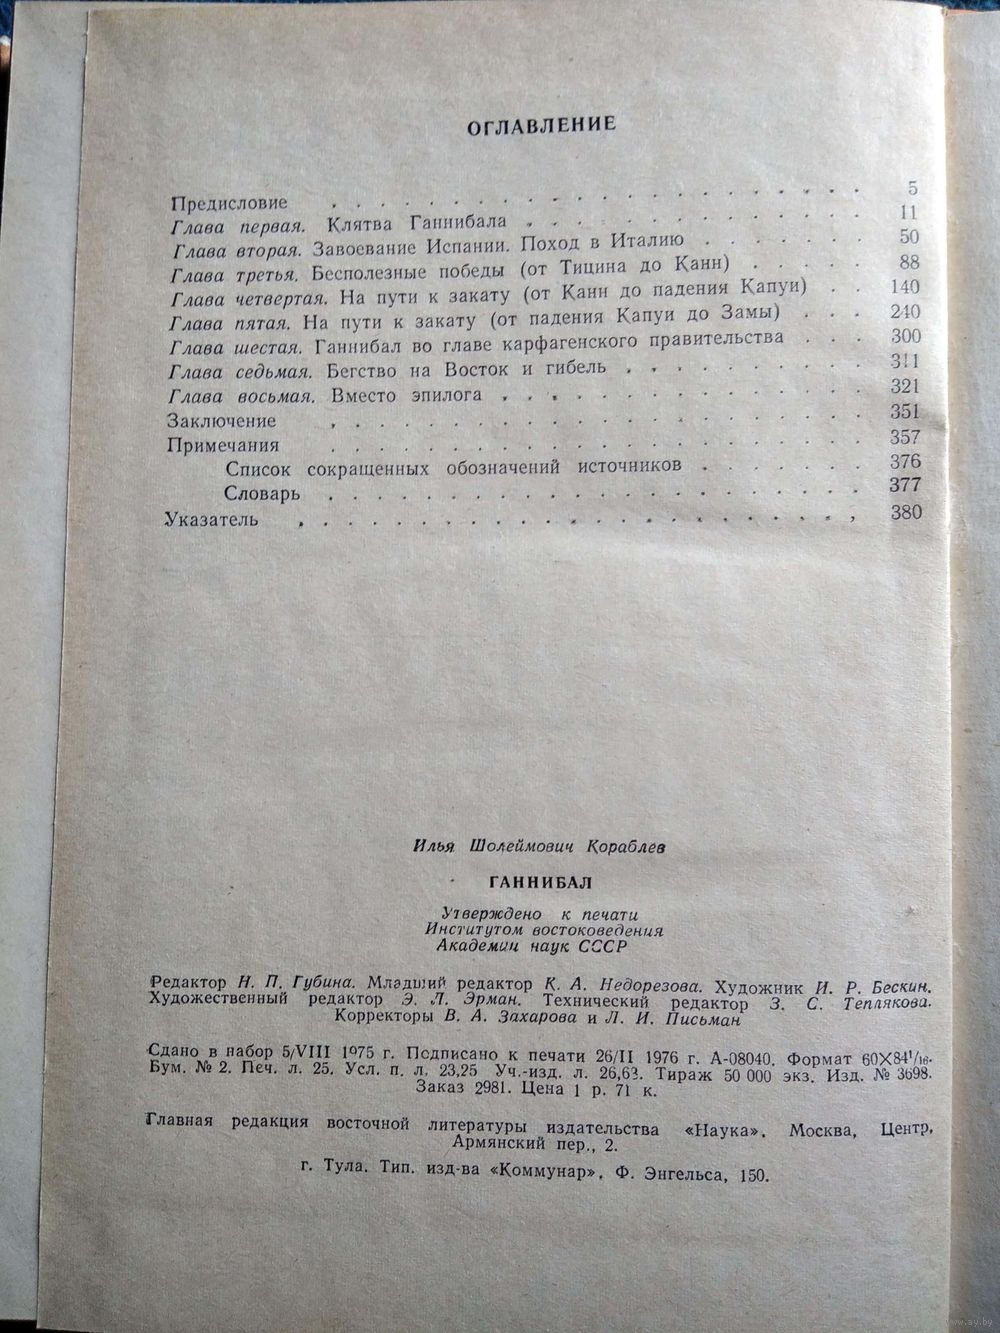 ОГЛАВЛЕНИЕ
Предисловие . . . . . . . . . . . . . . . . . . . . 5
Глава первая. Клятва Ганнибала . . . . . . . . . . . . . 11
Глава вторая. Завоевание Испании. Поход в Италию . . . . . . . 50
Глава третья. Бесполезные победы (от Тицина до Канн) . . . . . 88
Глава четвертая. На пути к закату (от Канн до падения Капуи) . . 140
Глава пятая. На пути к закату (от падения Капуи до Замы) . . . 240
Глава шестая. Ганнибал во главе карфагенского правительства . . . 300
Глава седьмая. Бегство на Восток и гибель . . . . . . . . . . 311
Глава восьмая. Вместо эпилога . . . . . . . . . . . . . . 321
Заключение . . . . . . . . . . . . . . . . . . . . 351
Примечания . . . . . . . . . . . . . . . . . . . . 357
Список сокращенных обозначений источников . . . . . . . 376
Словарь . . . . . . . . . . . . . . . . . . . . 377
Указатель . . . . . . . . . . . . . . . . . . . . , 380
Илья Шолеймович Кораблев
ГАННИБАЛ
Утверждено к печати
Институтом востоковедения
Академии наук СССР
Редактор Н. П. Губина. Младший редактор К. А. Недорезова. Художник И. Р. Бескин.
Художественный редактор Э. Л. Эрман. Технический редактор З. С. Теплякова.
Корректоры В. А. Захарова и Л. И. Письман
Сдано в набор 5/VIII 1975 г. Подписано к печати 26/II 1976 г. А-08040. Формат 60Х84¹/₁₆.
Бум. № 2. Печ. л. 25. Усл. п. л. 23,25 Уч.-изд. л. 26,63. Тираж 50 000 экз. Изд. № 3698.
Заказ 2981. Цена 1 р. 71 к.
Главная редакция восточной литературы издательства «Наука». Москва, Центр,
Армянский пер., 2.
г. Тула. Тип. изд-ва «Коммунар», Ф. Энгельса, 150.
www.ay.by